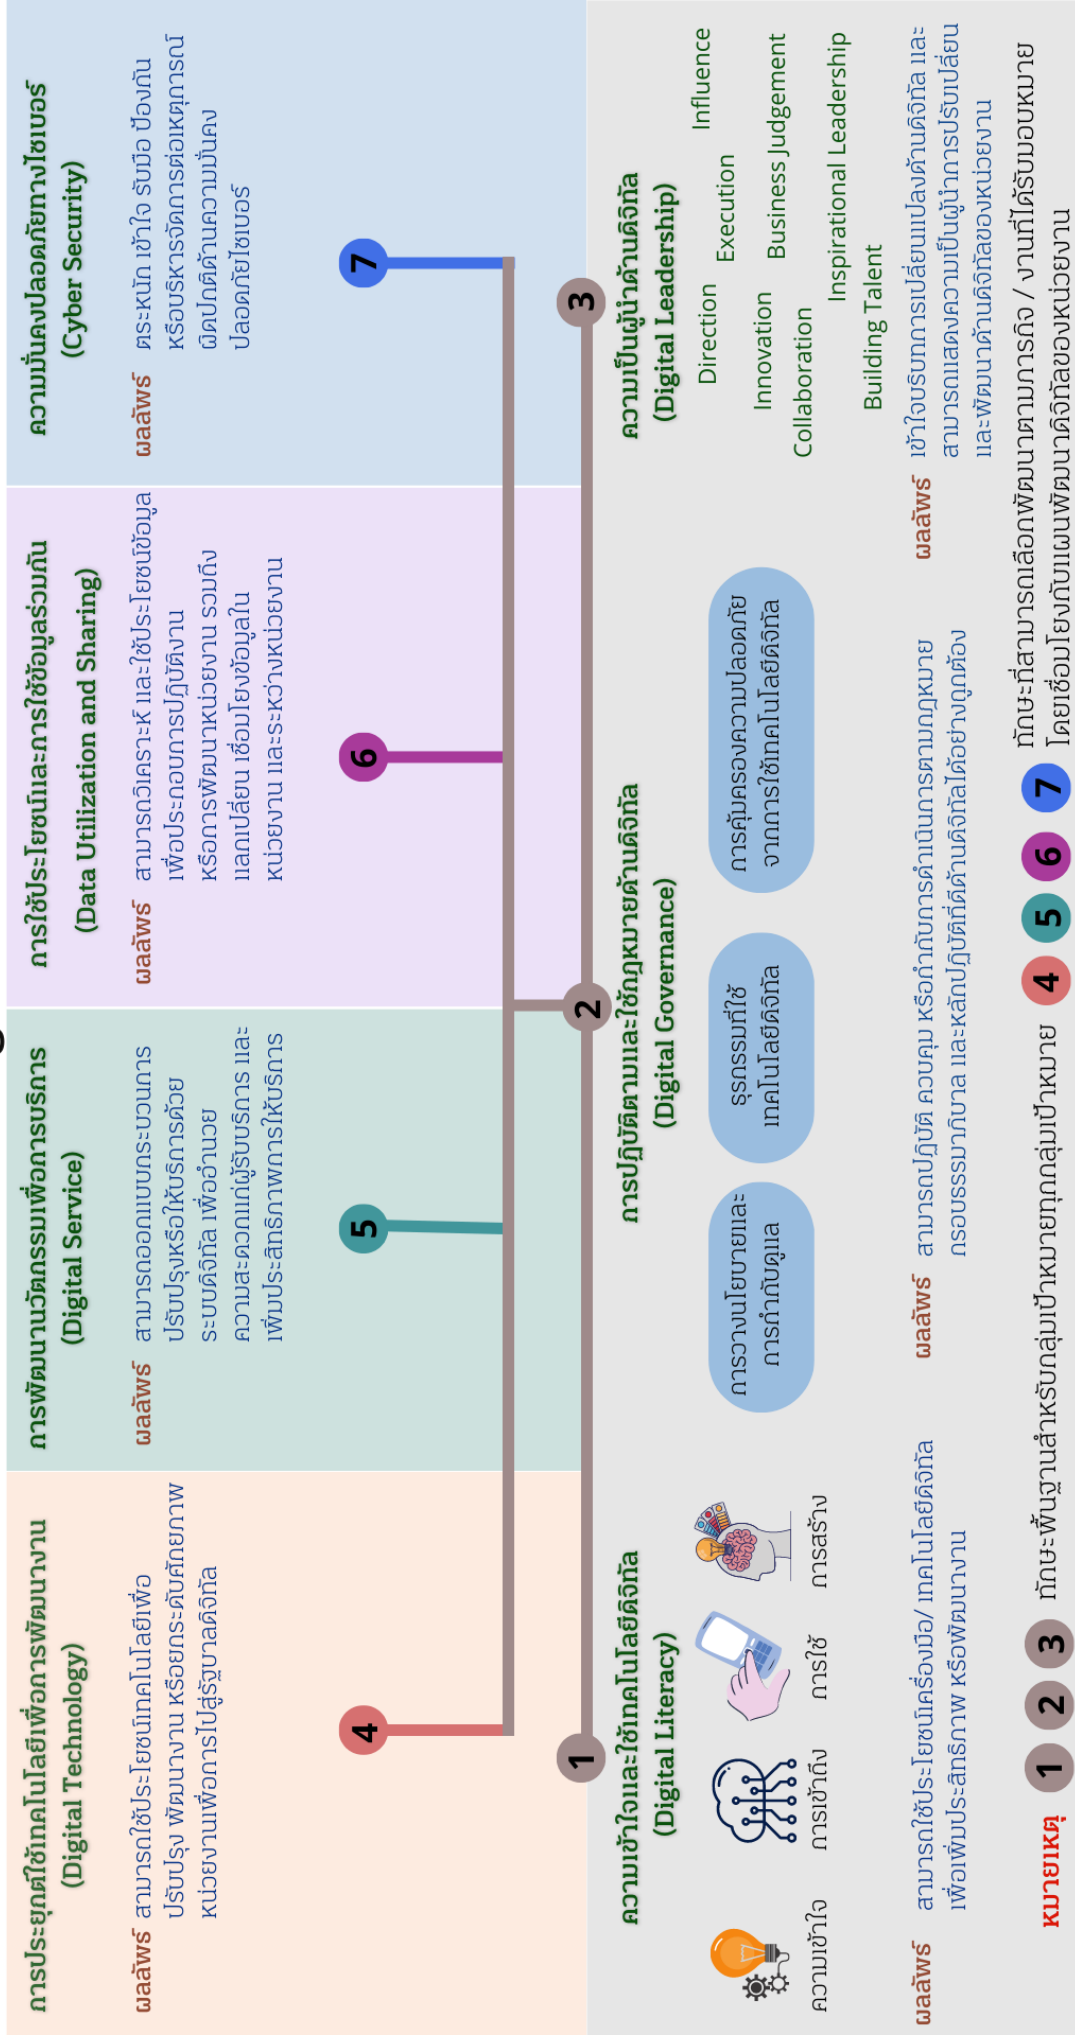 การประยุกต์ใช้เทคโนโลยีเพื่อการพัฒนางาน
(Digital Technology)
ผลลัพธ์ สามารถใช้ประโยชน์เทคโนโลยีเพื่อ
ปรับปรุง พัฒนางาน หรือยกระดับศักยภาพ
หน่วยงานเพื่อการไปสู่รัฐบาลดิจิทัล
4
การพัฒนานวัตกรรมเพื่อการบริการ
(Digital Service)
ผลลัพธ์ สามารถออกแบบกระบวนการ
ปรับปรุงหรือให้บริการด้วย
ระบบดิจิทัล เพื่ออำนวย
ความสะดวกแก่ผู้รับบริการ และ
เพิ่มประสิทธิภาพการให้บริการ
5
การใช้ประโยชน์และการใช้ข้อมูลร่วมกัน
(Data Utilization and Sharing)
ผลลัพธ์ สามารถวิเคราะห์ และใช้ประโยชน์ข้อมูล
เพื่อประกอบการปฏิบัติงาน
หรือการพัฒนาหน่วยงาน รวมถึง
แลกเปลี่ยน เชื่อมโยงข้อมูลใน
หน่วยงาน และระหว่างหน่วยงาน
6
ความมั่นคงปลอดภัยทางไซเบอร์
(Cyber Security)
ผลลัพธ์ ตระหนัก เข้าใจ รับมือ ป้องกัน
หรือบริหารจัดการต่อเหตุการณ์
ผิดปกติด้านความมั่นคง
ปลอดภัยไซเบอร์
7
1
ความเข้าใจและใช้เทคโนโลยีดิจิทัล
(Digital Literacy)
ความเข้าใจ การเข้าถึง การใช้ การสร้าง
ผลลัพธ์ สามารถใช้ประโยชน์เครื่องมือ/ เทคโนโลยีดิจิทัล
เพื่อเพิ่มประสิทธิภาพ หรือพัฒนางาน
2
การปฏิบัติตามและใช้กฎหมายด้านดิจิทัล
(Digital Governance)
การวางนโยบายและ
การกำกับดูแล
ธุรกรรมที่ใช้
เทคโนโลยีดิจิทัล
การคุ้มครองความปลอดภัย
จากการใช้เทคโนโลยีดิจิทัล
ผลลัพธ์ สามารถปฏิบัติ ควบคุม หรือกำกับการดำเนินการตามกฎหมาย
กรอบธรรมาภิบาล และหลักปฏิบัติที่ดีด้านดิจิทัลได้อย่างถูกต้อง
3
ความเป็นผู้นำด้านดิจิทัล
(Digital Leadership)
Direction Influence
Execution
Innovation Business Judgement
Collaboration
Inspirational Leadership
Building Talent
ผลลัพธ์ เข้าใจบริบทการเปลี่ยนแปลงด้านดิจิทัล และ
สามารถแสดงความเป็นผู้นำการปรับเปลี่ยน
และพัฒนาด้านดิจิทัลของหน่วยงาน
หมายเหตุ 1 2 3 ทักษะพื้นฐานสำหรับกลุ่มเป้าหมายทุกกลุ่มเป้าหมาย
4 5 6 7 ทักษะที่สามารถเลือกพัฒนาตามภารกิจ / งานที่ได้รับมอบหมาย
โดยเชื่อมโยงกับแผนพัฒนาดิจิทัลของหน่วยงาน